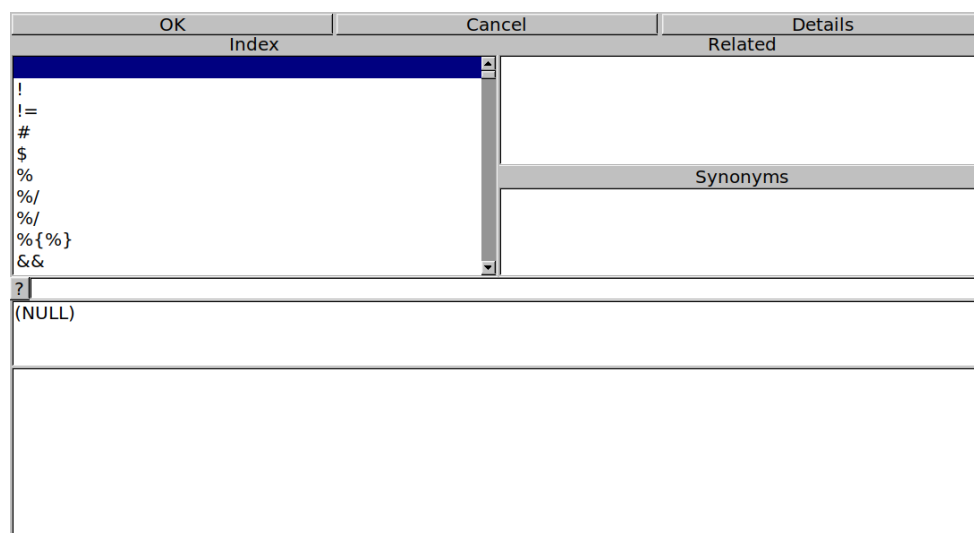 OK Cancel Details
Index Related
!
!=
#
$
%
%/
%/
%{%}
&&
Synonyms
?
(NULL)